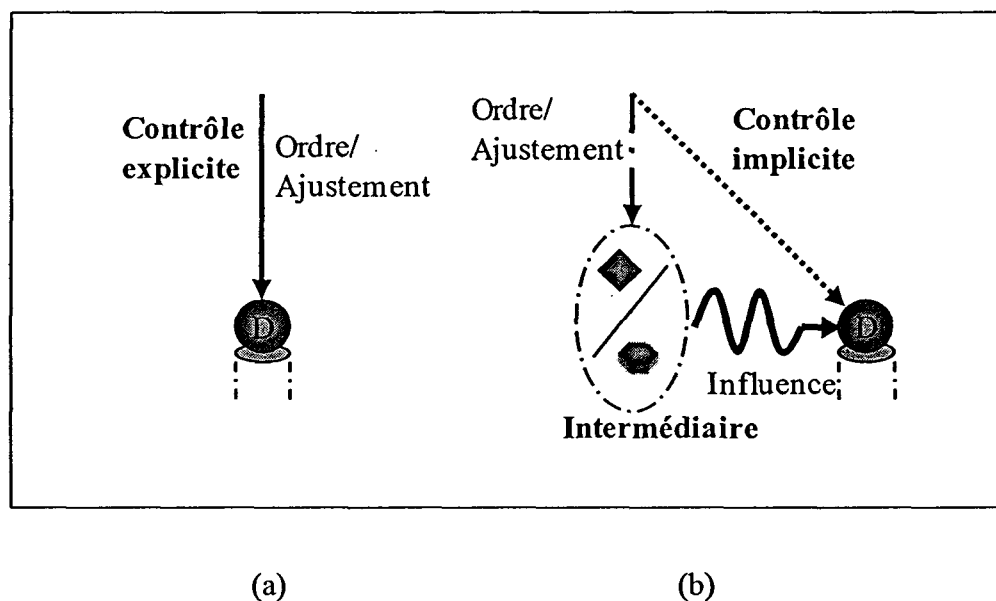 Contrôle
explicite
Ordre/
Ajustement
D
(a)
Ordre/
Ajustement
Contrôle
implicite
D
Influence
Intermédiaire
(b)